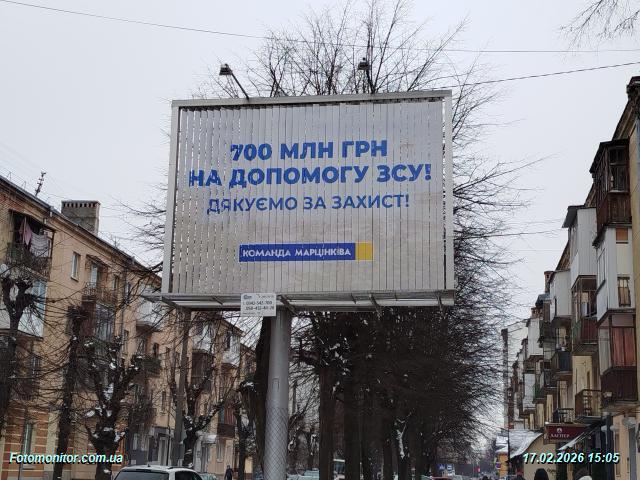 700 МЛН ГРН
НА ДОПОМОГУ ЗСУ!
ДЯКУЄМО ЗА ЗАХИСТ!
КОМАНДА МАРЦІНКІВА
Fotomonitor.com.ua
17.02.2026 15:05